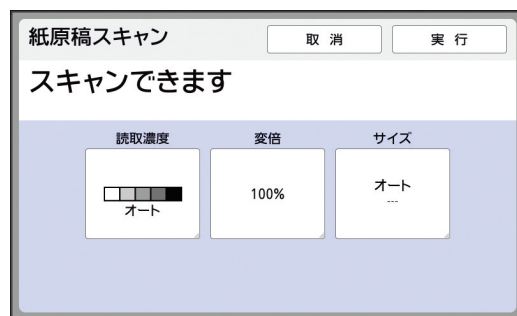 紙原稿スキャン
取 消
実 行
スキャンできます
読取濃度
変倍
サイズ
オート
100%
オート
---